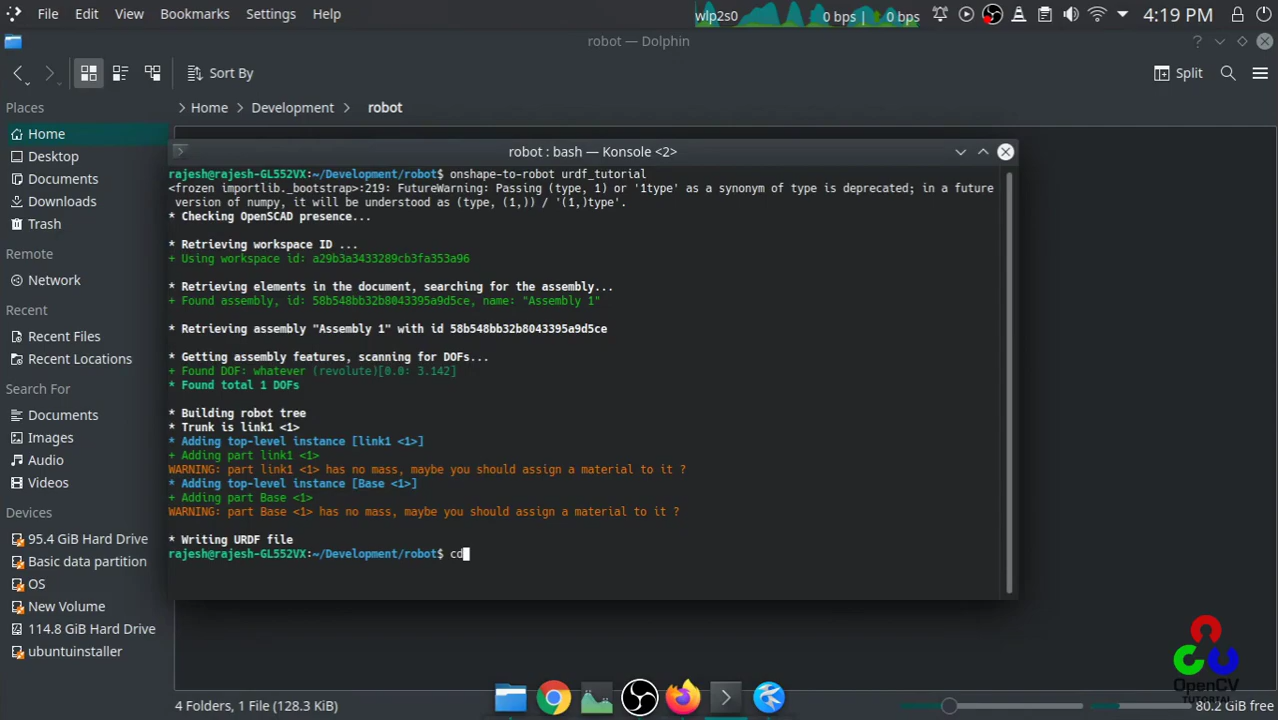 File Edit View Bookmarks Settings Help
wlp2s0 0 bps 0 bps 4:19 PM
robot — Dolphin
Sort By Split
Places
Home Development robot
Home
Desktop
Documents
Downloads
Trash
Remote
Network
Recent
Recent Files
Recent Locations
Search For
Documents
Images
Audio
Videos
Devices
95.4 GiB Hard Drive
Basic data partition
OS
New Volume
114.8 GiB Hard Drive
ubuntuinstaller
robot : bash — Konsole <2>
rajesh@rajesh-GL552VX:~/Development/robot$ onshape-to-robot urdf_tutorial
<frozen importlib._bootstrap>:219: FutureWarning: Passing (type, 1) or '1type' as a synonym of type is deprecated; in a future
version of numpy, it will be understood as (type, (1,)) / '(1,)type'.
* Checking OpenSCAD presence...
* Retrieving workspace ID ...
+ Using workspace id: a29b3a3433289cb3fa353a96
* Retrieving elements in the document, searching for the assembly...
+ Found assembly, id: 58b548bb32b8043395a9d5ce, name: "Assembly 1"
* Retrieving assembly "Assembly 1" with id 58b548bb32b8043395a9d5ce
* Getting assembly features, scanning for DOFs...
+ Found DOF: whatever (revolute)[0.0: 3.142]
* Found total 1 DOFs
* Building robot tree
* Trunk is link1 <1>
* Adding top-level instance [link1 <1>]
+ Adding part link1 <1>
WARNING: part link1 <1> has no mass, maybe you should assign a material to it ?
* Adding top-level instance [Base <1>]
+ Adding part Base <1>
WARNING: part Base <1> has no mass, maybe you should assign a material to it ?
* Writing URDF file
rajesh@rajesh-GL552VX:~/Development/robot$ cd
OpenCV
TUTORIAL
4 Folders, 1 File (128.3 KiB) 80.2 GiB free